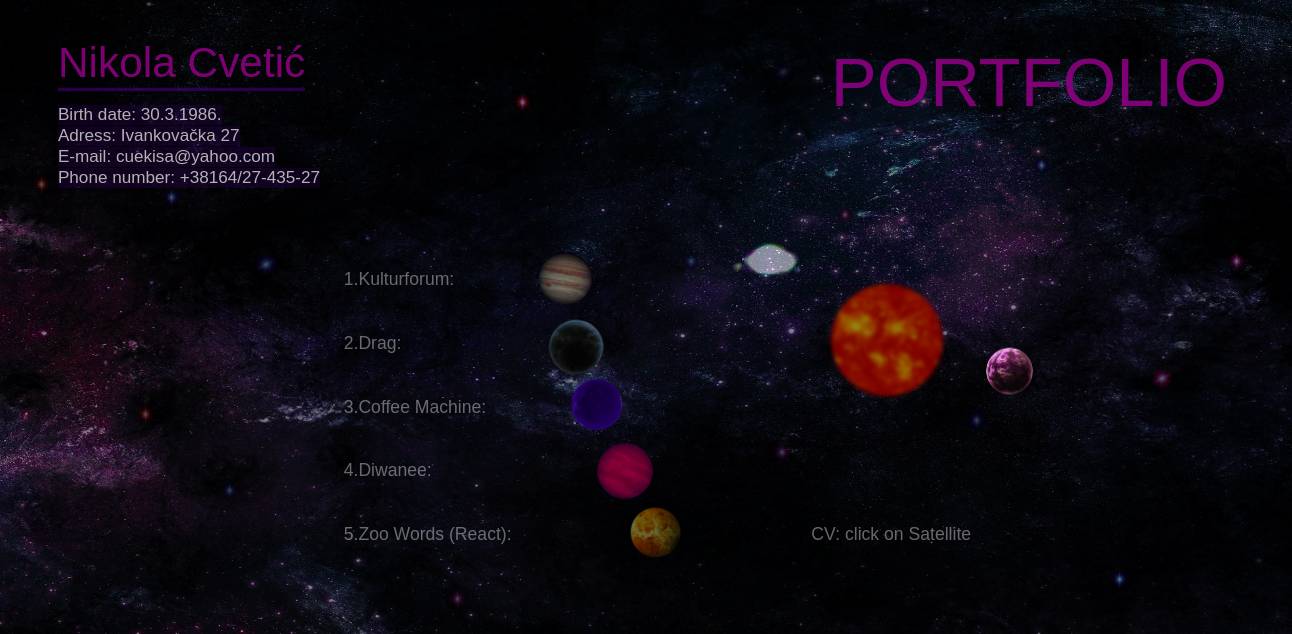 Nikola Cvetić
PORTFOLIO
Birth date: 30.3.1986.
Adress: Ivankovačka 27
E-mail: cuekisa@yahoo.com
Phone number: +38164/27-435-27
1.Kulturforum:
2.Drag:
3.Coffee Machine:
4.Diwanee:
5.Zoo Words (React):
CV: click on Satellite